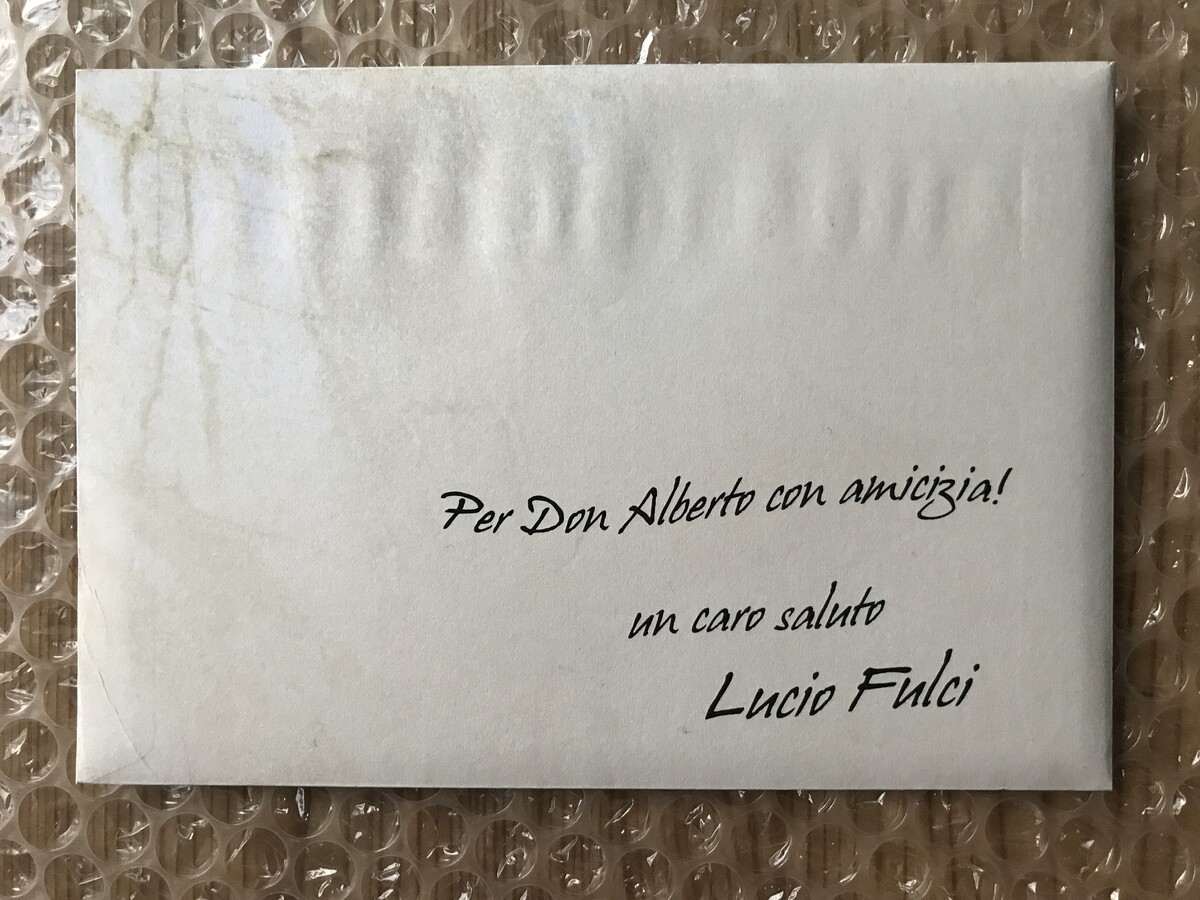 Per Don Alberto con amicizia!
un caro saluto
Lucio Fulci